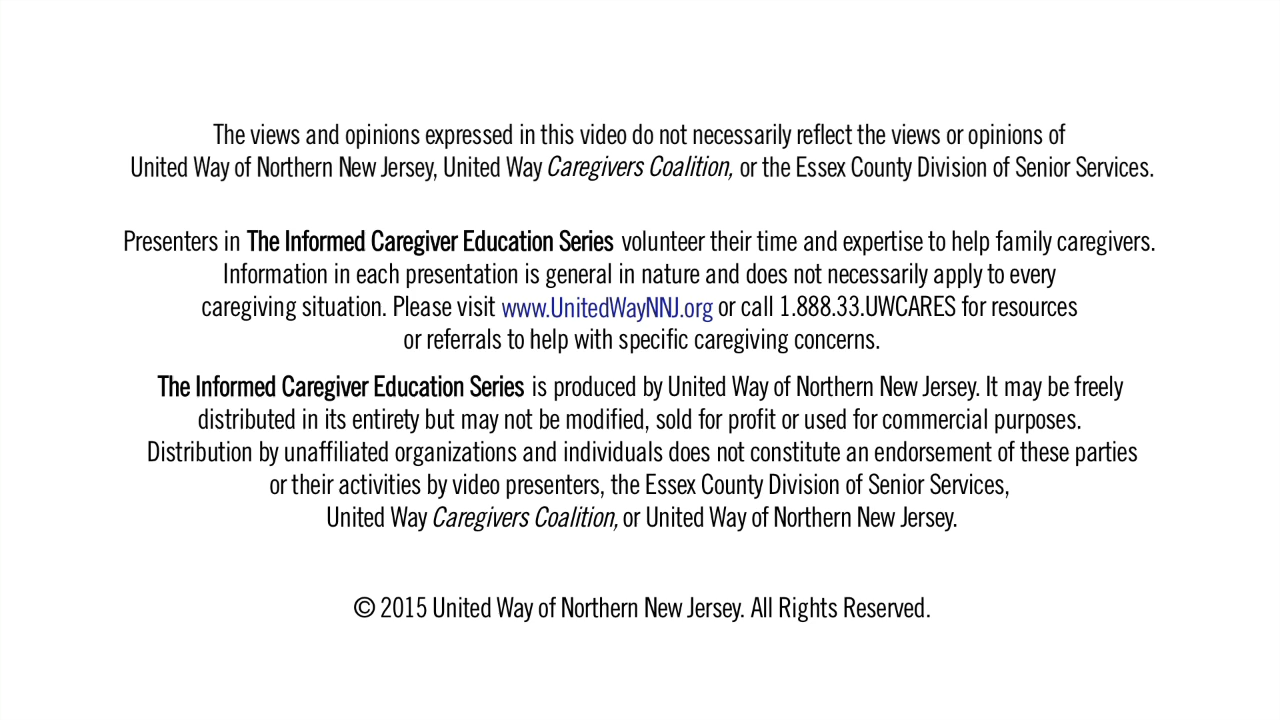 The views and opinions expressed in this video do not necessarily reflect the views or opinions of
United Way of Northern New Jersey, United Way Caregivers Coalition, or the Essex County Division of Senior Services.
Presenters in The Informed Caregiver Education Series volunteer their time and expertise to help family caregivers.
Information in each presentation is general in nature and does not necessarily apply to every
caregiving situation. Please visit www.UnitedWayNNJ.org or call 1.888.33.UWCARES for resources
or referrals to help with specific caregiving concerns.
The Informed Caregiver Education Series is produced by United Way of Northern New Jersey. It may be freely
distributed in its entirety but may not be modified, sold for profit or used for commercial purposes.
Distribution by unaffiliated organizations and individuals does not constitute an endorsement of these parties
or their activities by video presenters, the Essex County Division of Senior Services,
United Way Caregivers Coalition, or United Way of Northern New Jersey.
© 2015 United Way of Northern New Jersey. All Rights Reserved.